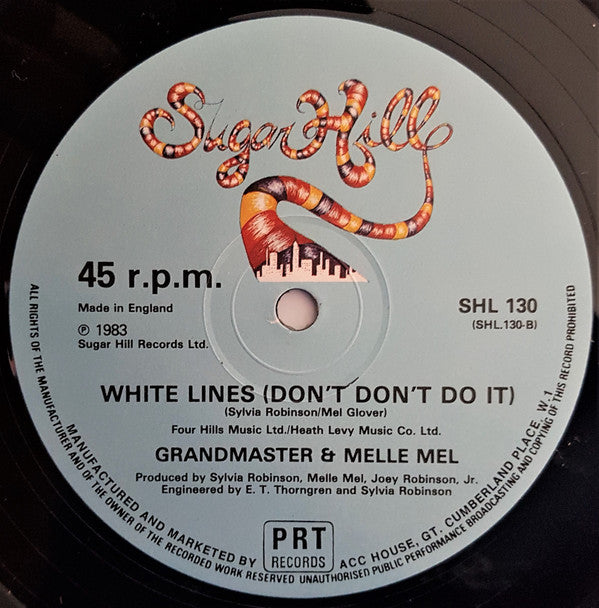 Sugar Hill
45 r.p.m.
Made in England
℗ 1983
Sugar Hill Records Ltd.
SHL 130
(SHL.130-B)
WHITE LINES (DON'T DON'T DO IT)
(Sylvia Robinson/Mel Glover)
Four Hills Music Ltd./Heath Levy Music Co. Ltd.
GRANDMASTER & MELLE MEL
Produced by Sylvia Robinson, Melle Mel, Joey Robinson, Jr.
Engineered by E. T. Thorngren and Sylvia Robinson
MANUFACTURED AND MARKETED BY
PRT
RECORDS
ACC HOUSE, GT. CUMBERLAND PLACE, W.1.
ALL RIGHTS OF THE MANUFACTURER AND OF THE OWNER OF THE RECORDED WORK RESERVED UNAUTHORISED PUBLIC PERFORMANCE BROADCASTING AND COPYING OF THIS RECORD PROHIBITED